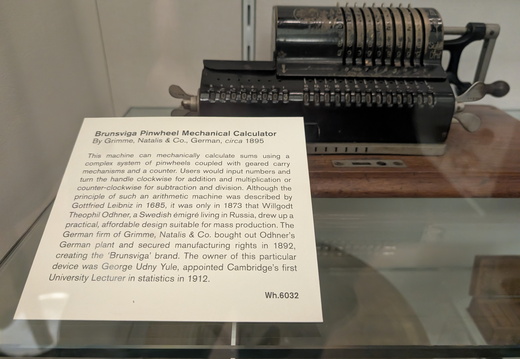 Brunsviga Pinwheel Mechanical Calculator
By Grimme, Natalis & Co., German, circa 1895
This machine can mechanically calculate sums using a
complex system of pinwheels coupled with geared carry
mechanisms and a counter. Users would input numbers and
turn the handle clockwise for addition and multiplication or
counter-clockwise for subtraction and division. Although the
principle of such an arithmetic machine was described by
Gottfried Leibniz in 1685, it was only in 1873 that Willgodt
Theophil Odhner, a Swedish émigré living in Russia, drew up a
practical, affordable design suitable for mass production. The
German firm of Grimme, Natalis & Co. bought out Odhner's
German plant and secured manufacturing rights in 1892,
creating the 'Brunsviga' brand. The owner of this particular
device was George Udny Yule, appointed Cambridge's first
University Lecturer in statistics in 1912.
Wh.6032